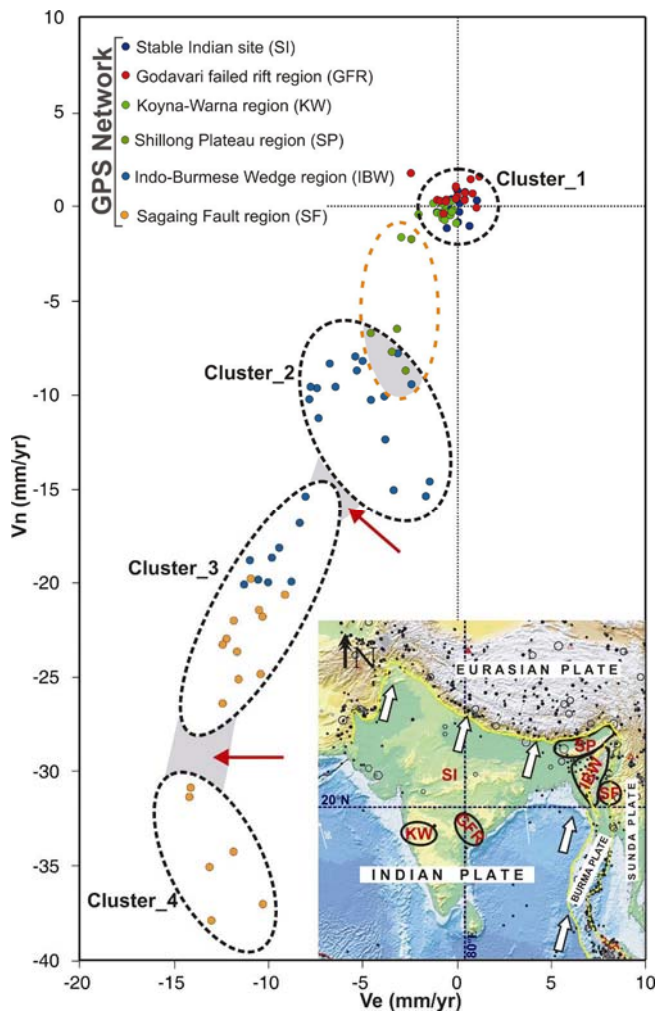 10
5
0
-5
-10
-15
-20
-25
-30
-35
-40
Vn (mm/yr)
GPS Network
Stable Indian site (SI)
Godavari failed rift region (GFR)
Koyna-Warna region (KW)
Shillong Plateau region (SP)
Indo-Burmese Wedge region (IBW)
Sagaing Fault region (SF)
Cluster_1
Cluster_2
Cluster_3
Cluster_4
N
EURASIAN PLATE
SP
IBW
SI
SF
20°N
KW
GFR
INDIAN PLATE
BURMA PLATE
SUNDA PLATE
80°E
-20
-15
-10
-5
0
5
10
Ve (mm/yr)